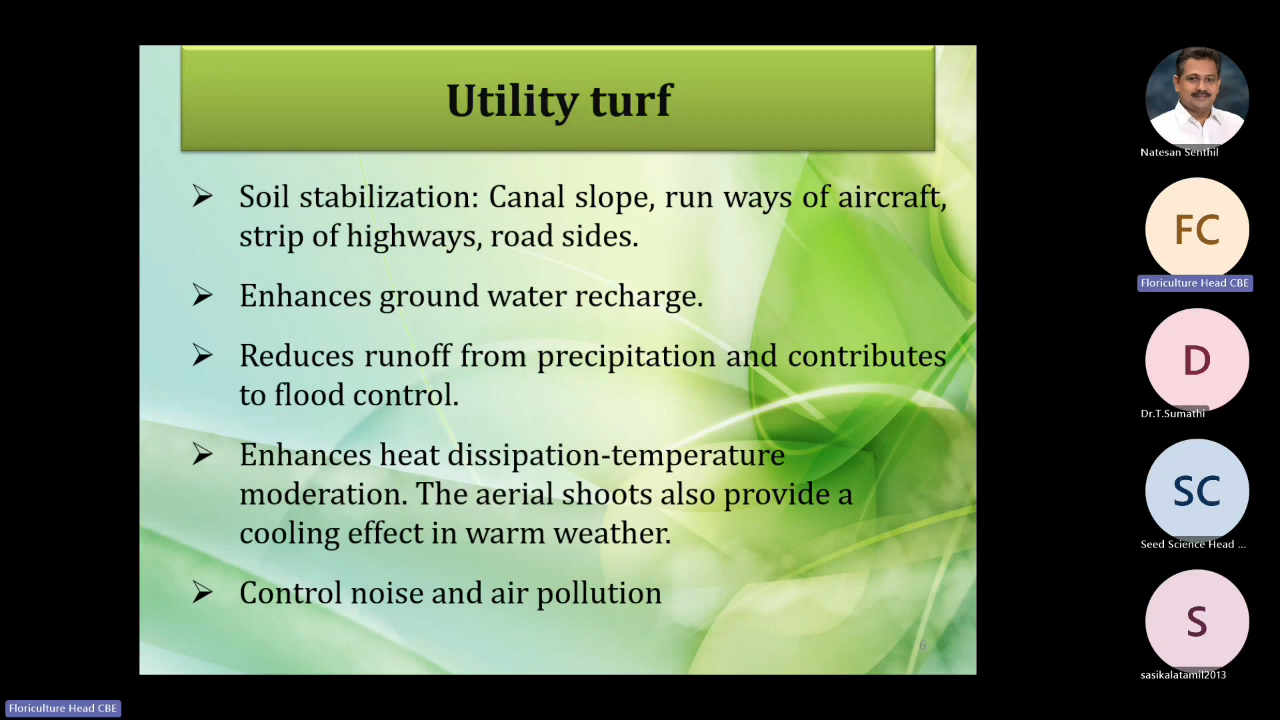 Utility turf
Soil stabilization: Canal slope, run ways of aircraft,
strip of highways, road sides.
Enhances ground water recharge.
Reduces runoff from precipitation and contributes
to flood control.
Enhances heat dissipation-temperature
moderation. The aerial shoots also provide a
cooling effect in warm weather.
Control noise and air pollution
6
Natesan Senthil
FC
Floriculture Head CBE
D
Dr.T.Sumathi
SC
Seed Science Head ...
S
sasikalatamil2013
Floriculture Head CBE